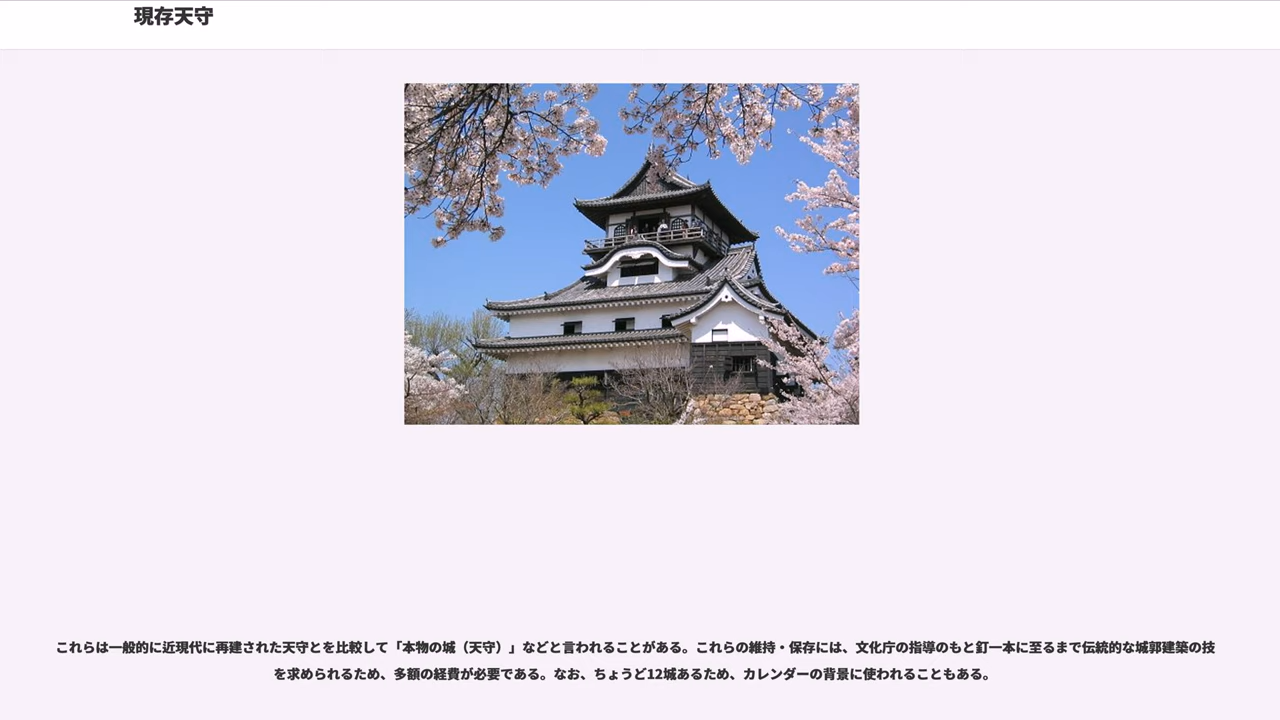 現存天守
これらは一般的に近現代に再建された天守とを比較して「本物の城（天守）」などと言われることがある。これらの維持・保存には、文化庁の指導のもと釘一本に至るまで伝統的な城郭建築の技
を求められるため、多額の経費が必要である。なお、ちょうど12城あるため、カレンダーの背景に使われることもある。